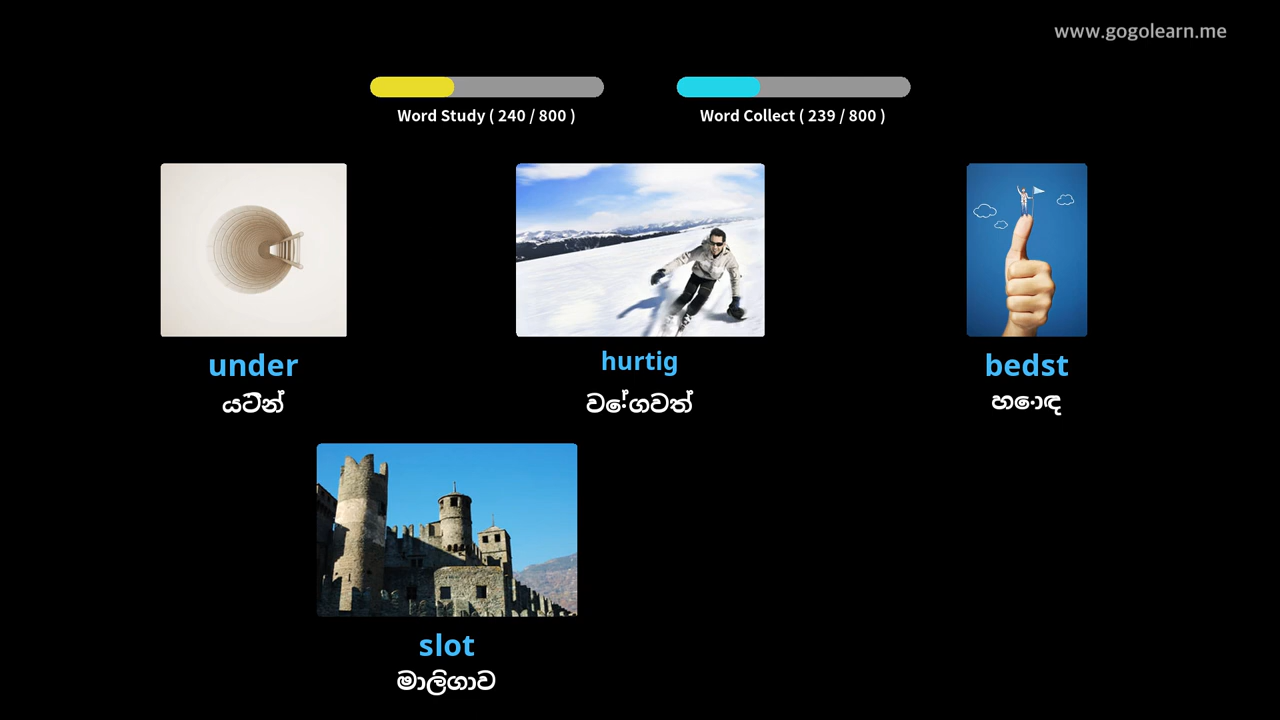 www.gogolearn.me
Word Study ( 240 / 800 )
Word Collect ( 239 / 800 )
under
යටින්
hurtig
වේගවත්
bedst
හොඳ
slot
මාලිගාව